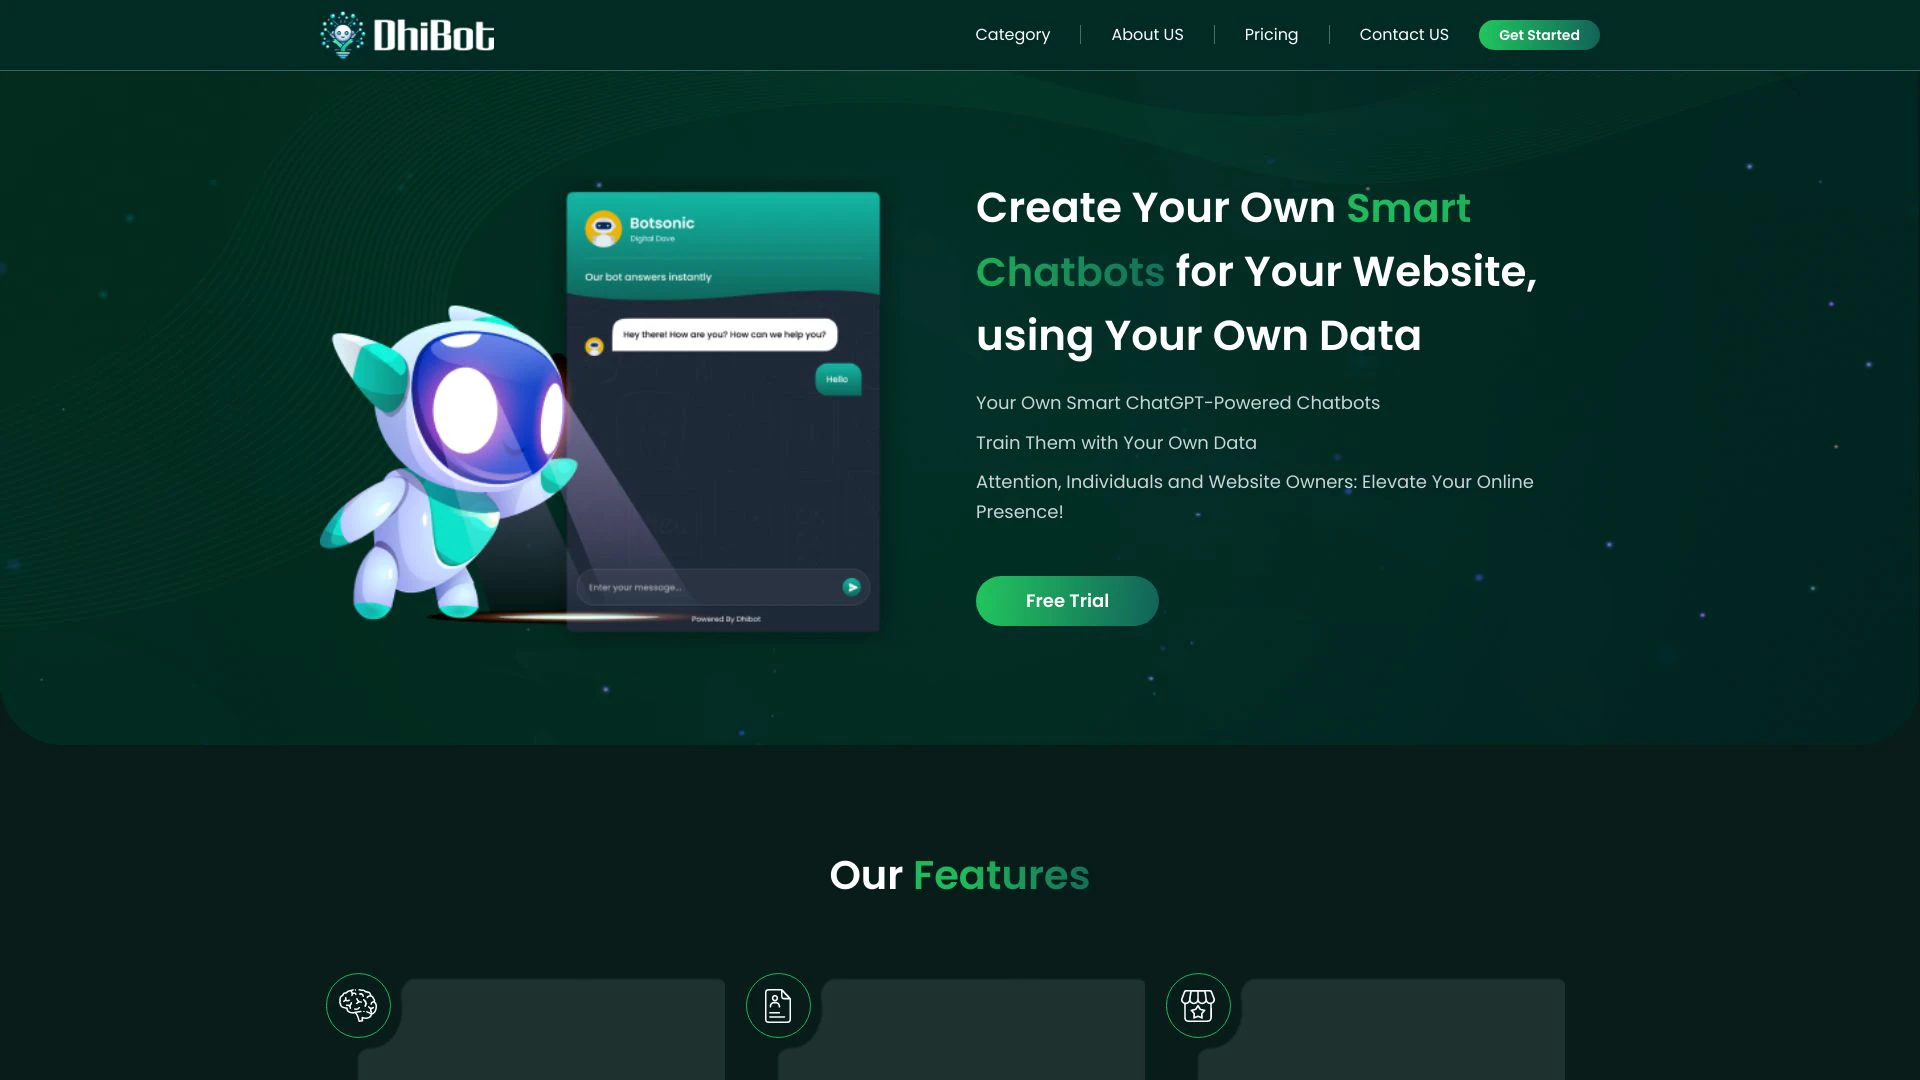 DhiBot
Category
About US
Pricing
Contact US
Get Started
Botsonic
Digital Dave
Our bot answers instantly
Hey there! How are you? How can we help you?
Hello
Enter your message...
Powered By Dhibot
Create Your Own Smart
Chatbots for Your Website,
using Your Own Data
Your Own Smart ChatGPT-Powered Chatbots
Train Them with Your Own Data
Attention, Individuals and Website Owners: Elevate Your Online
Presence!
Free Trial
Our Features